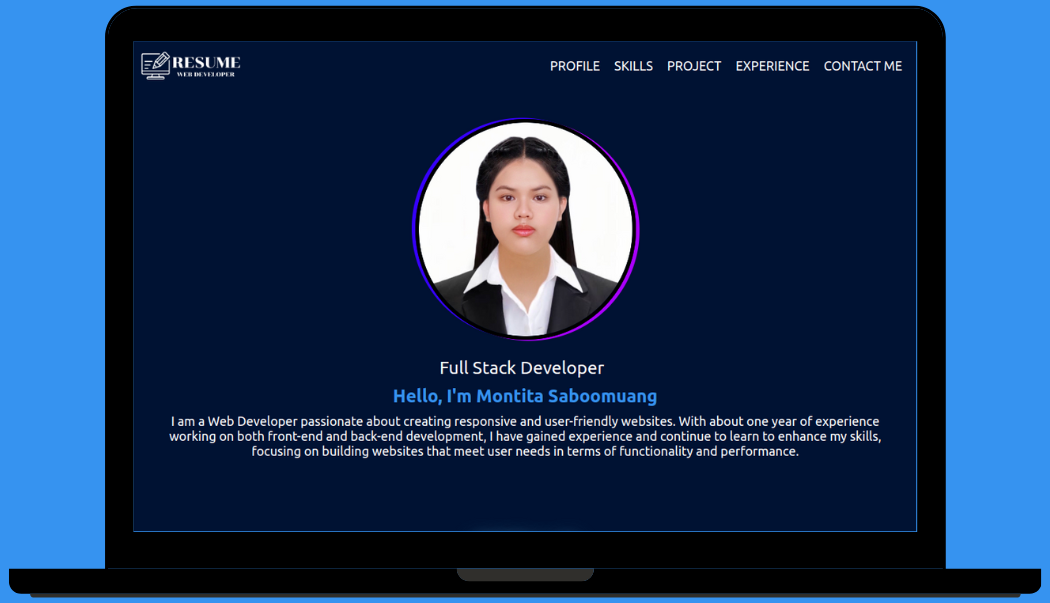 RESUME
WEB DEVELOPER
PROFILE SKILLS PROJECT EXPERIENCE CONTACT ME
Full Stack Developer
Hello, I'm Montita Saboomuang
I am a Web Developer passionate about creating responsive and user-friendly websites. With about one year of experience
working on both front-end and back-end development, I have gained experience and continue to learn to enhance my skills,
focusing on building websites that meet user needs in terms of functionality and performance.